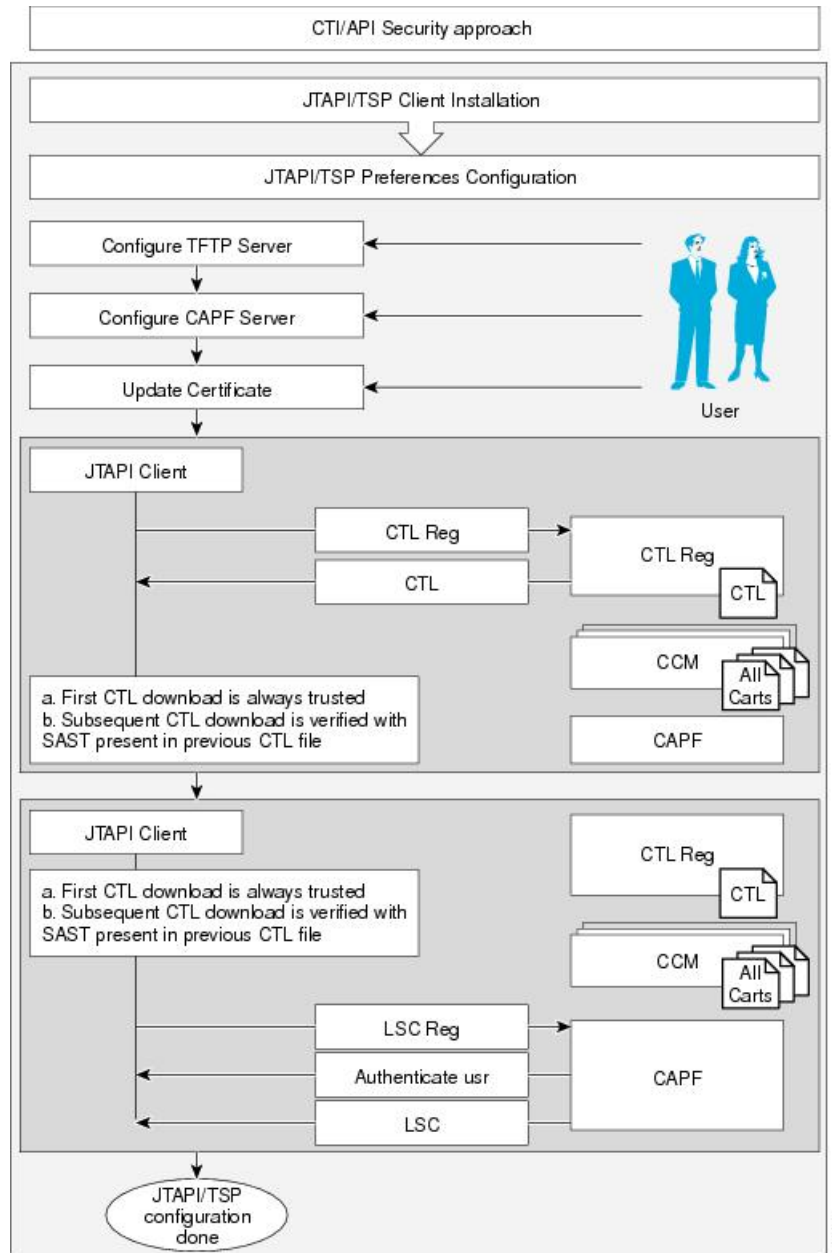 CTI/API Security approach
JTAPI/TSP Client Installation
JTAPI/TSP Preferences Configuration
Configure TFTP Server
Configure CAPF Server
Update Certificate
User
JTAPI Client
CTL Reg
CTL Reg
CTL
CTL
CCM
All
Carts
a. First CTL download is always trusted
b. Subsequent CTL download is verified with
SAST present in previous CTL file
CAPF
JTAPI Client
CTL Reg
CTL
a. First CTL download is always trusted
b. Subsequent CTL download is verified with
SAST present in previous CTL file
CCM
All
Carts
LSC Reg
Authenticate usr
CAPF
LSC
JTAPI/TSP
configuration
done